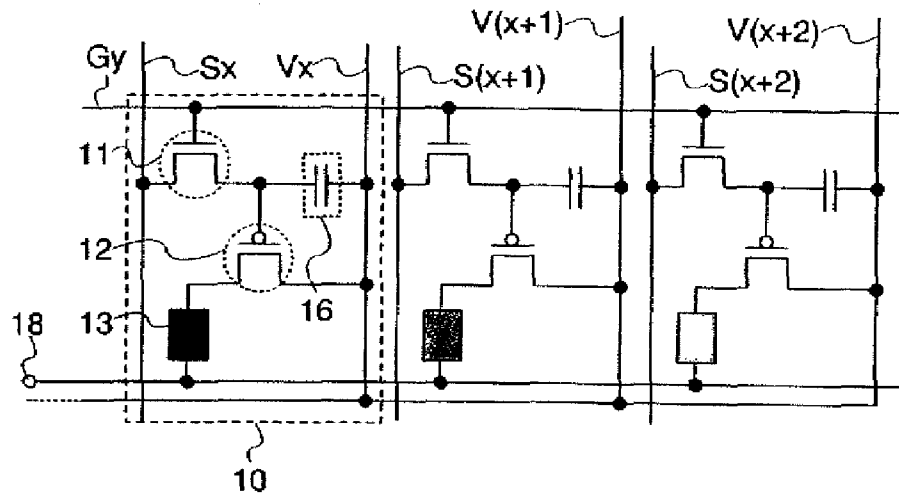 V(x+1)
V(x+2)
Gy
Sx
Vx
S(x+1)
S(x+2)
11
12
16
13
18
10